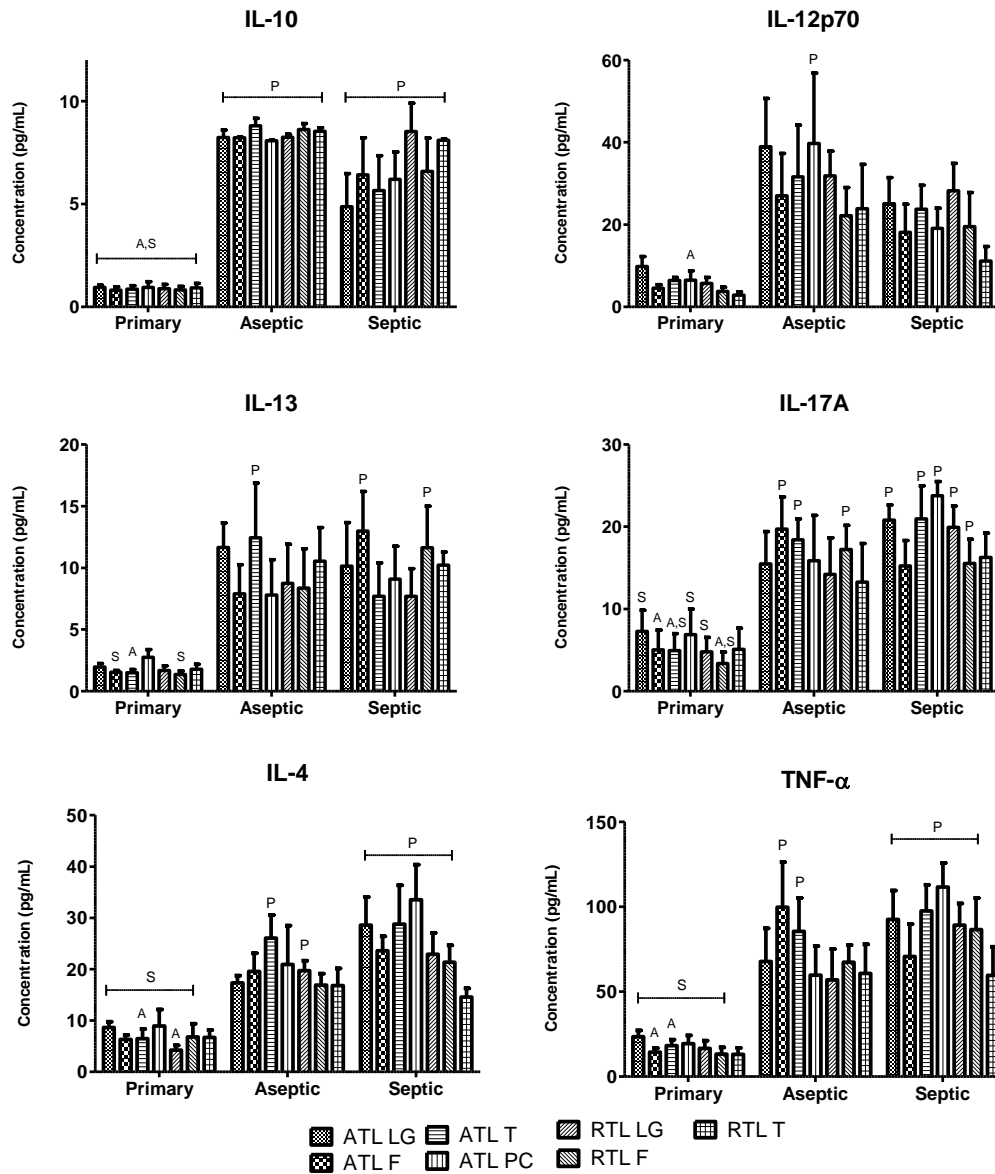 IL-10
Concentration (pg/mL)
10
5
0
A,S
P
P
Primary Aseptic Septic
IL-12p70
Concentration (pg/mL)
60
40
20
0
A
P
Primary Aseptic Septic
IL-13
Concentration (pg/mL)
20
15
10
5
0
S A S
P
P P
Primary Aseptic Septic
IL-17A
Concentration (pg/mL)
30
20
10
0
S A A,S S S A,S
P P P
P P P P P
Primary Aseptic Septic
IL-4
Concentration (pg/mL)
50
40
30
20
10
0
S
A A
P P
P
Primary Aseptic Septic
TNF-α
Concentration (pg/mL)
150
100
50
0
S
A A
P P
P
Primary Aseptic Septic
ATL LG ATL T RTL LG RTL T
ATL F ATL PC RTL F